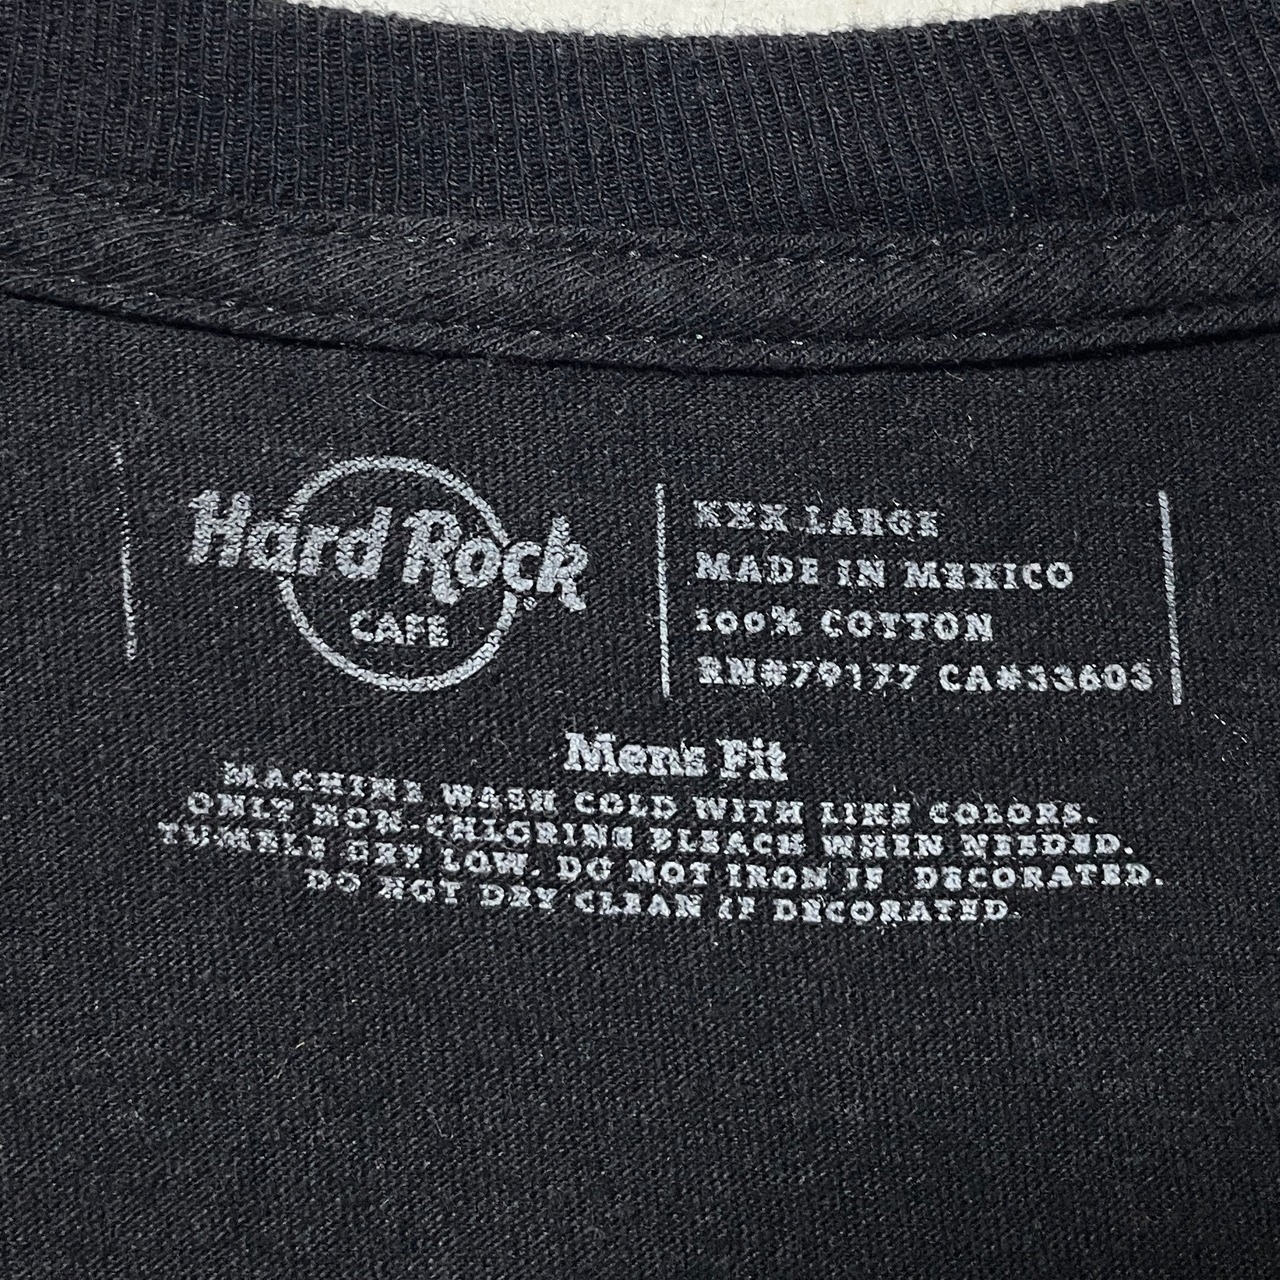 Hard Rock
CAFE
®
XXX LARGE
MADE IN MEXICO
100% COTTON
RN#79177 CA#33603
Mens Fit
MACHINE WASH COLD WITH LIKE COLORS.
ONLY NON-CHLORINE BLEACH WHEN NEEDED.
TUMBLE DRY LOW. DO NOT IRON IF DECORATED.
DO NOT DRY CLEAN IF DECORATED.